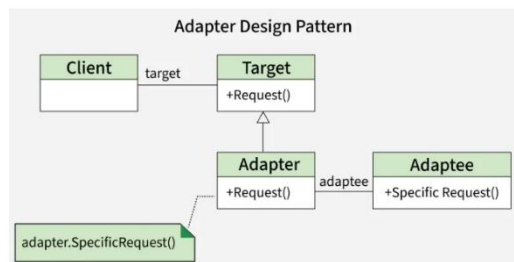 Adapter Design Pattern
Client
target
Target
+Request()
Adapter
+Request()
adaptee
Adaptee
+Specific Request()
adapter.SpecificRequest()